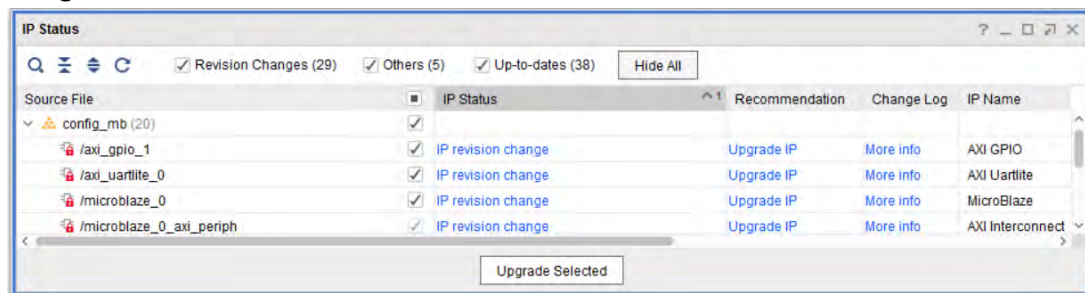 IP Status
Revision Changes (29) Others (5) Up-to-dates (38) Hide All
Source File IP Status 1 Recommendation Change Log IP Name
config_mb (20)
/axi_gpio_1 IP revision change Upgrade IP More info AXI GPIO
/axi_uartlite_0 IP revision change Upgrade IP More info AXI Uartlite
/microblaze_0 IP revision change Upgrade IP More info MicroBlaze
/microblaze_0_axi_periph IP revision change Upgrade IP More info AXI Interconnect
Upgrade Selected